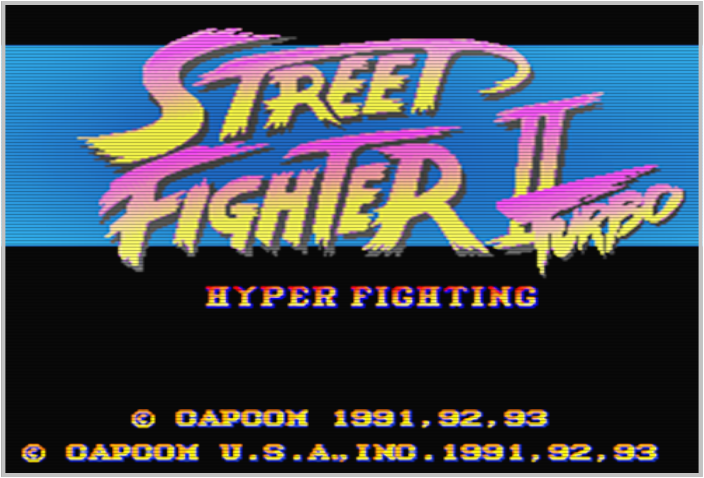 STREET
FIGHTER II
TURBO
HYPER FIGHTING
© CAPCOM 1991,92,93
© CAPCOM U.S.A.,INC.1991,92,93